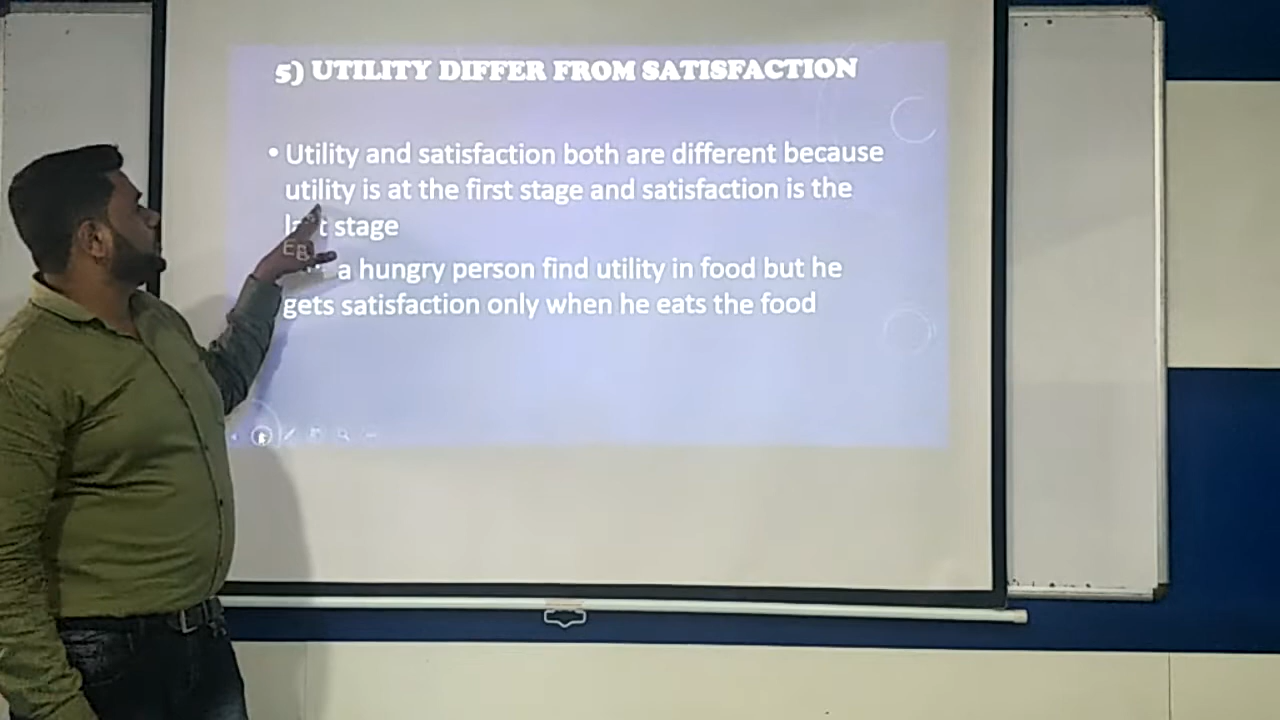 5) UTILITY DIFFER FROM SATISFACTION
• Utility and satisfaction both are different because
utility is at the first stage and satisfaction is the
last stage
a hungry person find utility in food but he
gets satisfaction only when he eats the food